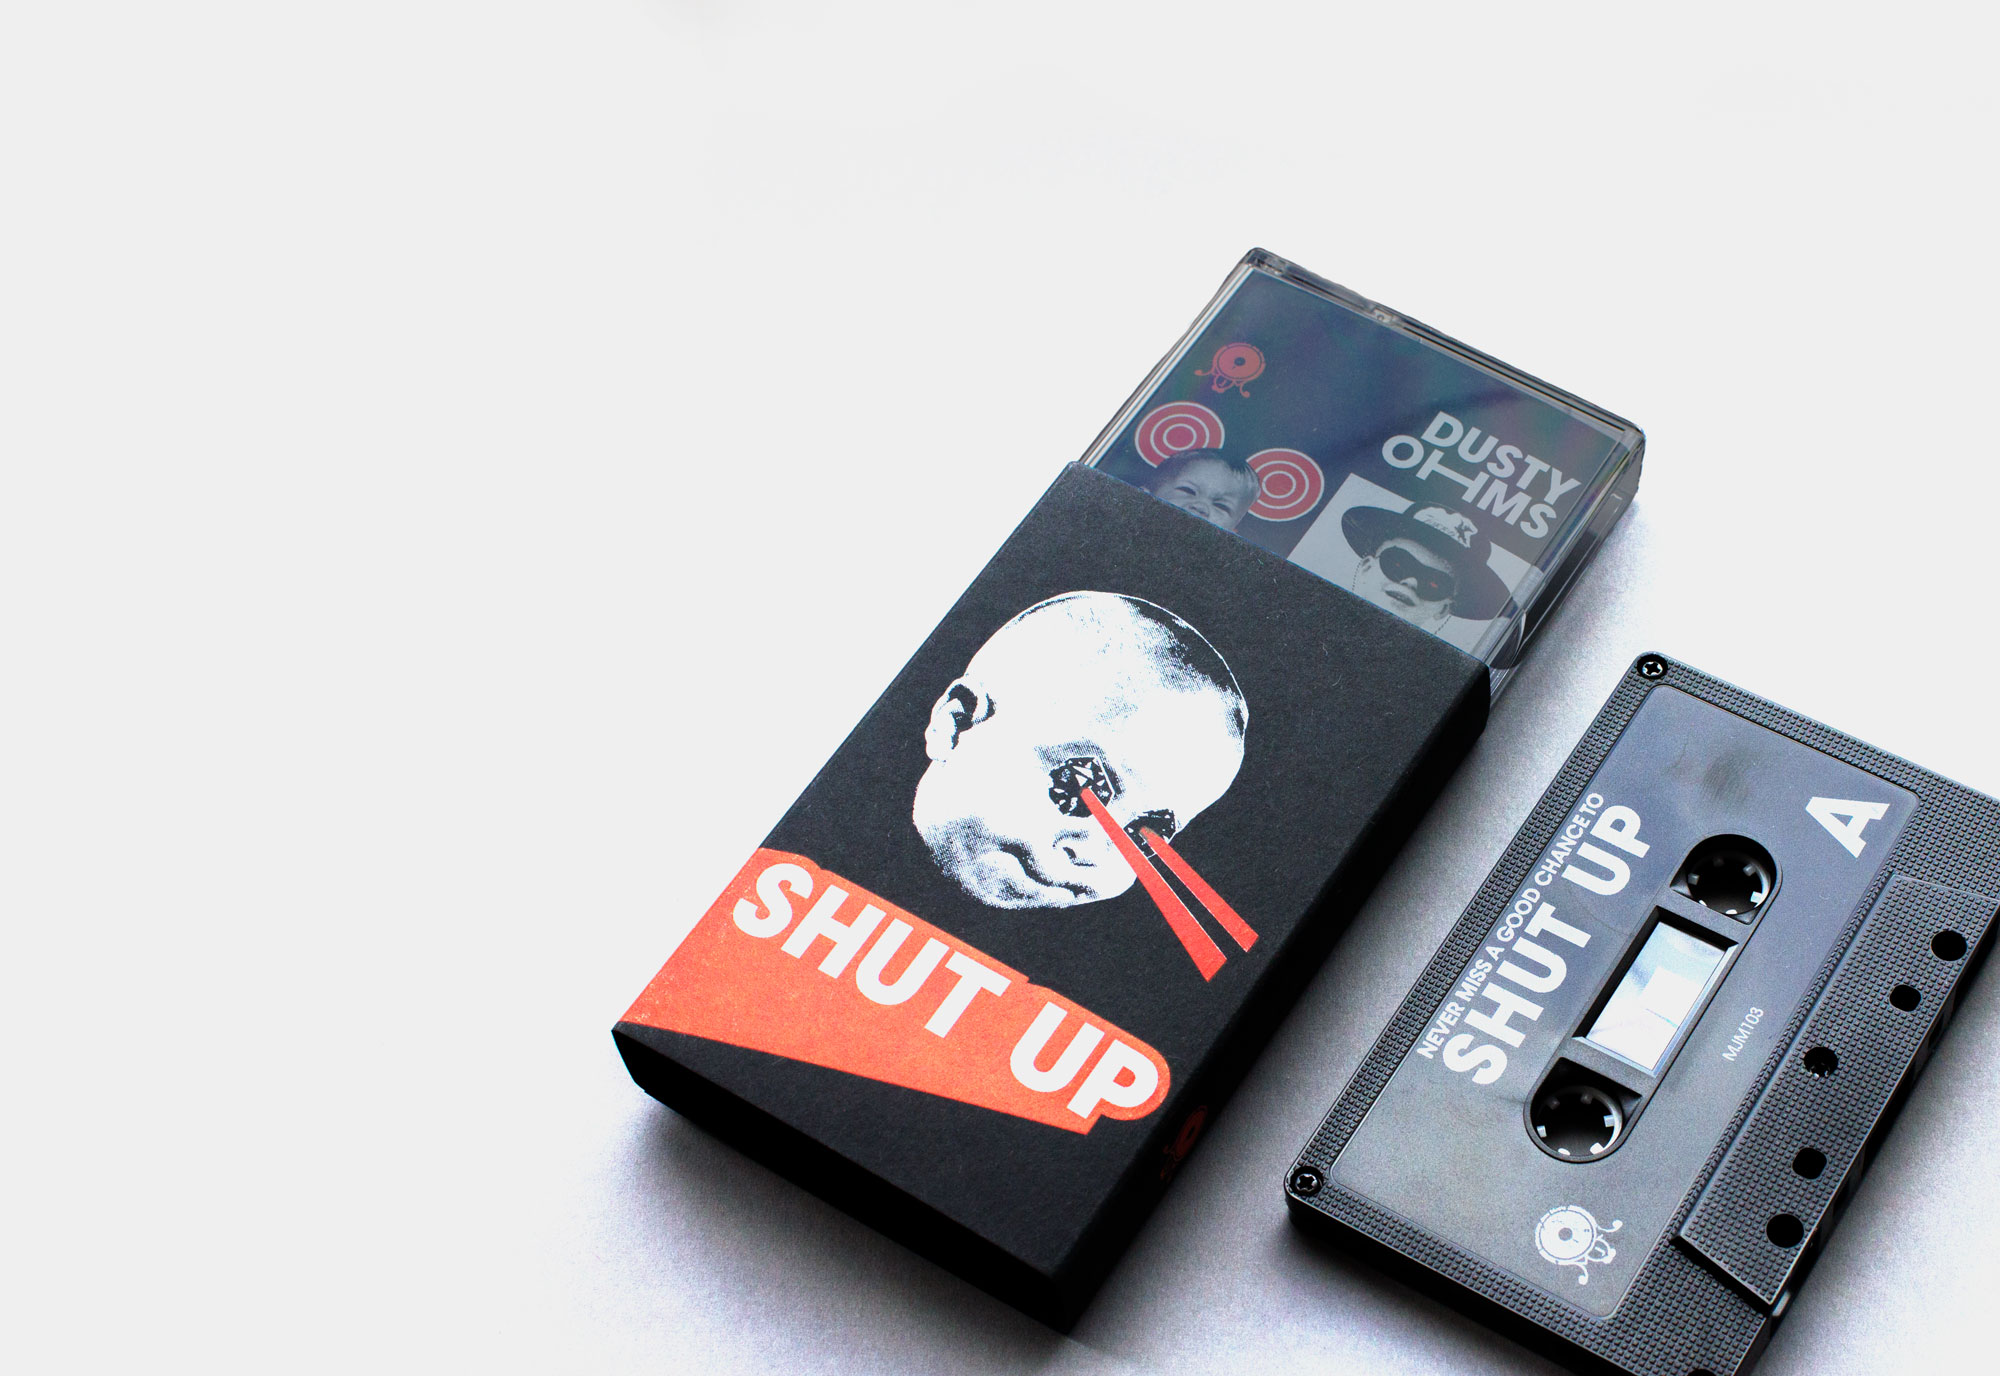 DUSTY
OHMS
SHUT UP
NEVER MISS A GOOD CHANCE TO
SHUT UP
A
MJM103